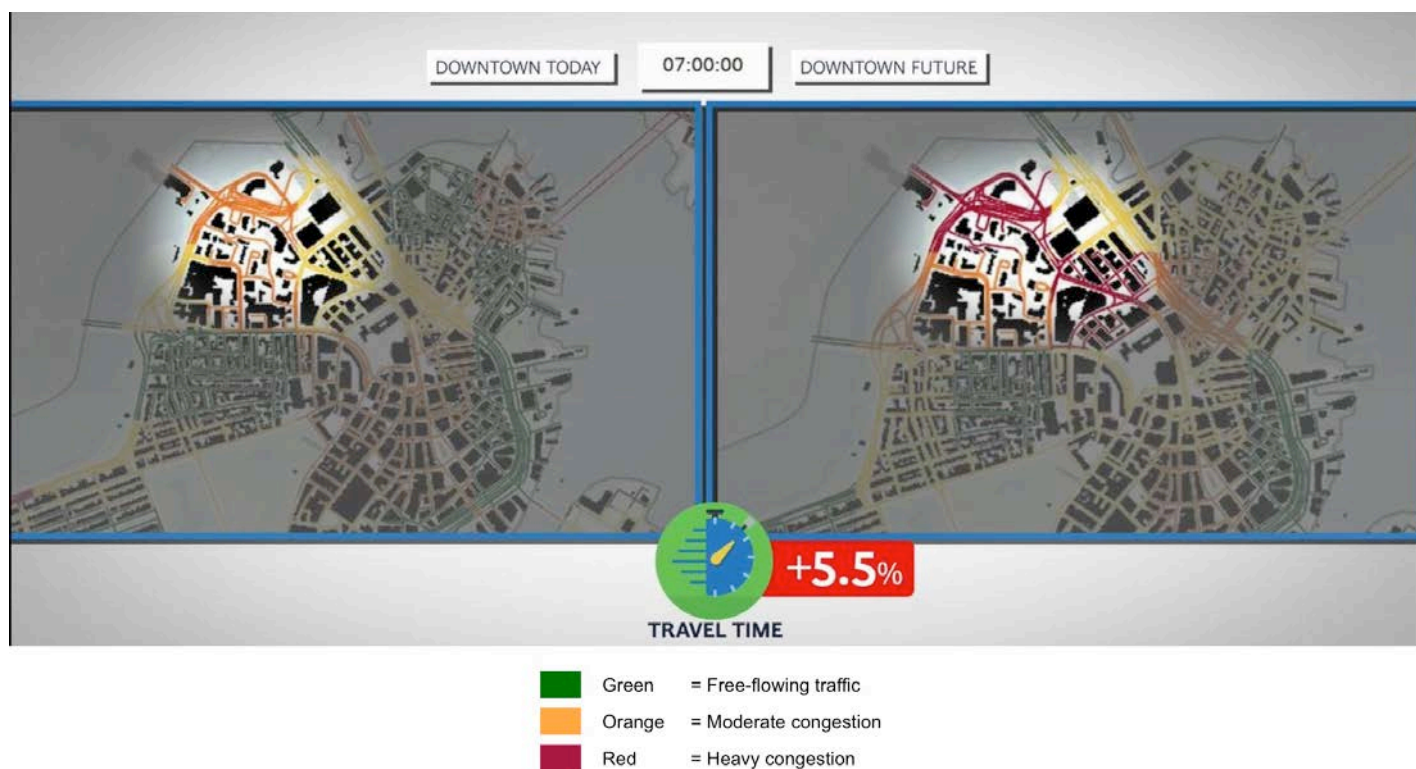 DOWNTOWN TODAY
07:00:00
DOWNTOWN FUTURE
+5.5%
TRAVEL TIME
Green = Free-flowing traffic
Orange = Moderate congestion
Red = Heavy congestion